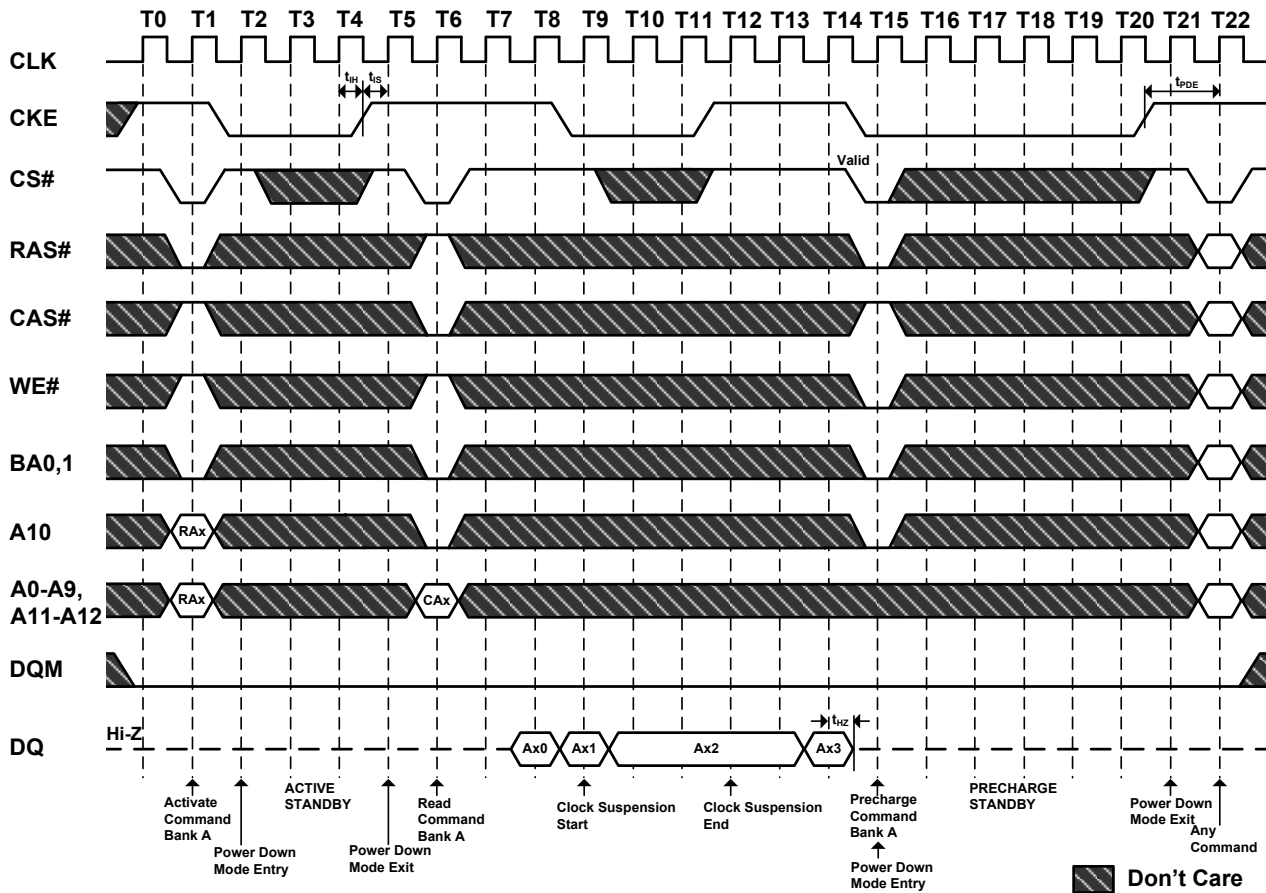 T0 T1 T2 T3 T4 T5 T6 T7 T8 T9 T10 T11 T12 T13 T14 T15 T16 T17 T18 T19 T20 T21 T22
CLK
tIH tIS
tPDE
CKE
Valid
CS#
RAS#
CAS#
WE#
BA0,1
A10
RAx
A0-A9,
A11-A12
RAx
CAx
DQM
Hi-Z
tHZ
DQ
Ax0
Ax1
Ax2
Ax3
Activate
Command
Bank A
ACTIVE
STANDBY
Read
Command
Bank A
Clock Suspension
Start
Clock Suspension
End
Precharge
Command
Bank A
PRECHARGE
STANDBY
Power Down
Mode Exit
Any
Command
Power Down
Mode Entry
Power Down
Mode Exit
Power Down
Mode Entry
Don't Care